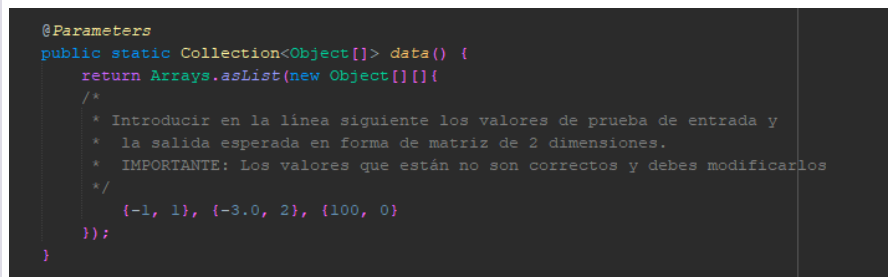 @Parameters
public static Collection<Object[]> data() {
return Arrays.asList(new Object[][]{
/*
* Introducir en la línea siguiente los valores de prueba de entrada y
*  la salida esperada en forma de matriz de 2 dimensiones.
*  IMPORTANTE: Los valores que están no son correctos y debes modificarlos
*/
{-1, 1}, {-3.0, 2}, {100, 0}
});
}